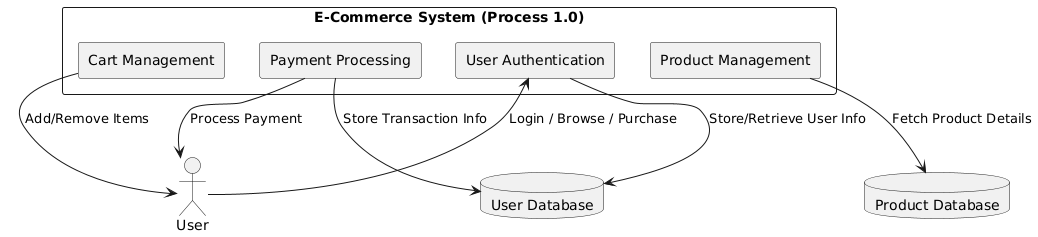 E-Commerce System (Process 1.0)
Cart Management
Payment Processing
User Authentication
Product Management
Add/Remove Items
Process Payment
Store Transaction Info
Login / Browse / Purchase
Store/Retrieve User Info
Fetch Product Details
User
User Database
Product Database